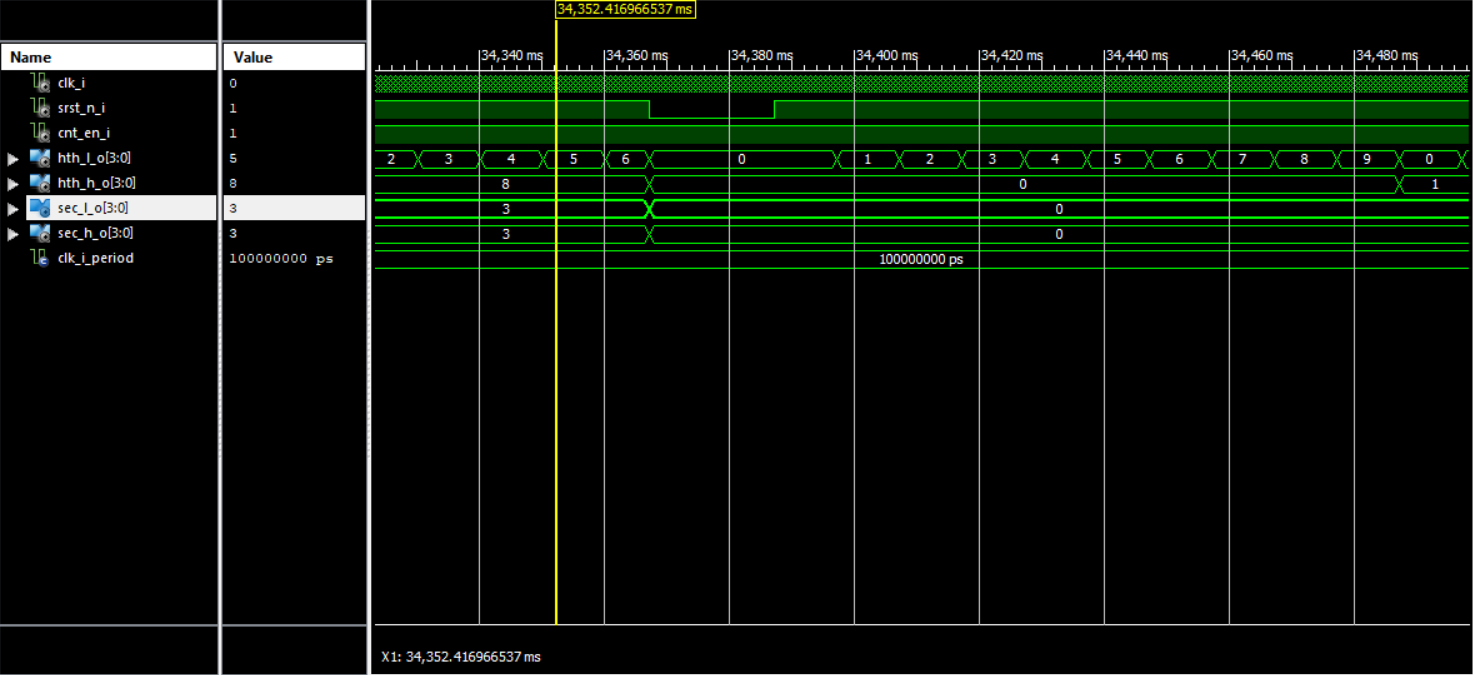 34,352.416966537 ms
Name Value 34,340 ms 34,360 ms 34,380 ms 34,400 ms 34,420 ms 34,440 ms 34,460 ms 34,480 ms
clk_i 0
srst_n_i 1
cnt_en_i 1
hth_l_o[3:0] 5 2 3 4 5 6 0 1 2 3 4 5 6 7 8 9 0
hth_h_o[3:0] 8 8 0 1
sec_l_o[3:0] 3 3 0
sec_h_o[3:0] 3 3 0
clk_i_period 100000000 ps 100000000 ps
X1: 34,352.416966537 ms